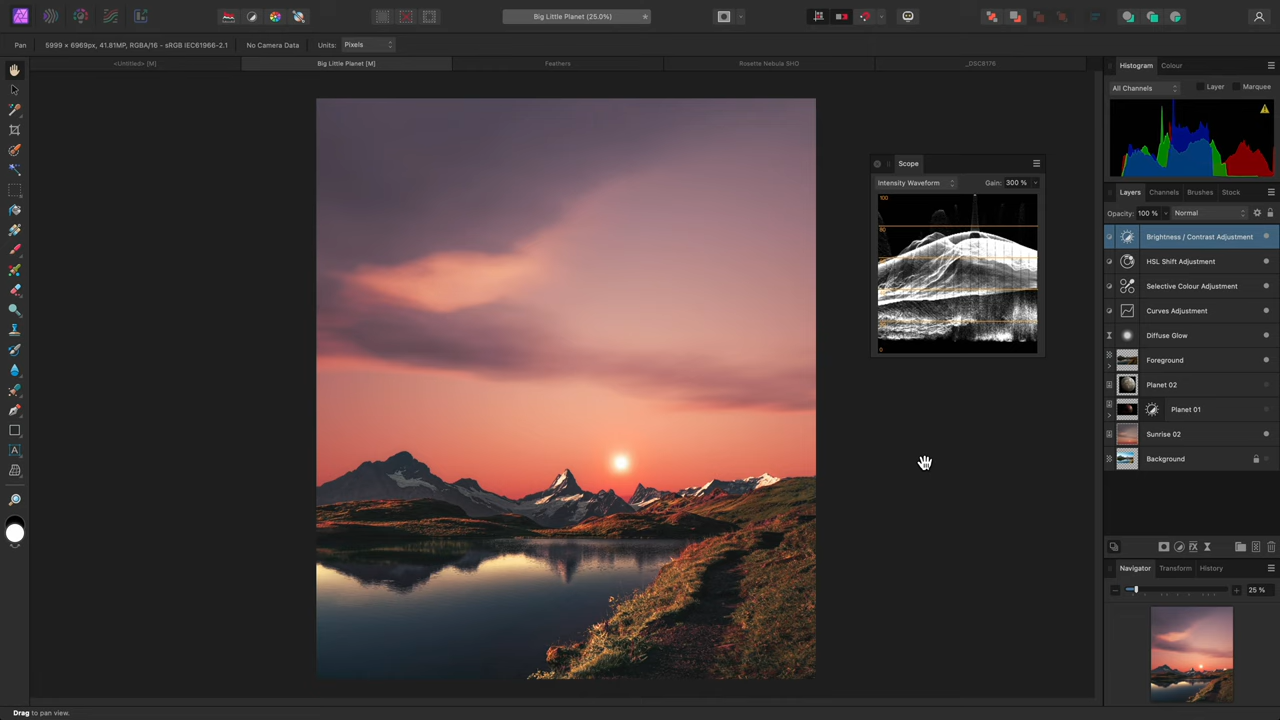 Big Little Planet (25.0%)
Pan
5999 × 6969px, 41.81MP, RGBA/16 - sRGB IEC61966-2.1
No Camera Data
Units:
Pixels
<Untitled> [M]
Big Little Planet [M]
Feathers
Rosette Nebula SHO
_DSC8176
Histogram
Colour
All Channels
Layer
Marquee
Scope
Intensity Waveform
Gain:
300 %
100
80
0
Layers
Channels
Brushes
Stock
Opacity:
100 %
Normal
Brightness / Contrast Adjustment
HSL Shift Adjustment
Selective Colour Adjustment
Curves Adjustment
Diffuse Glow
Foreground
Planet 02
Planet 01
Sunrise 02
Background
Navigator
Transform
History
25 %
Drag to pan view.